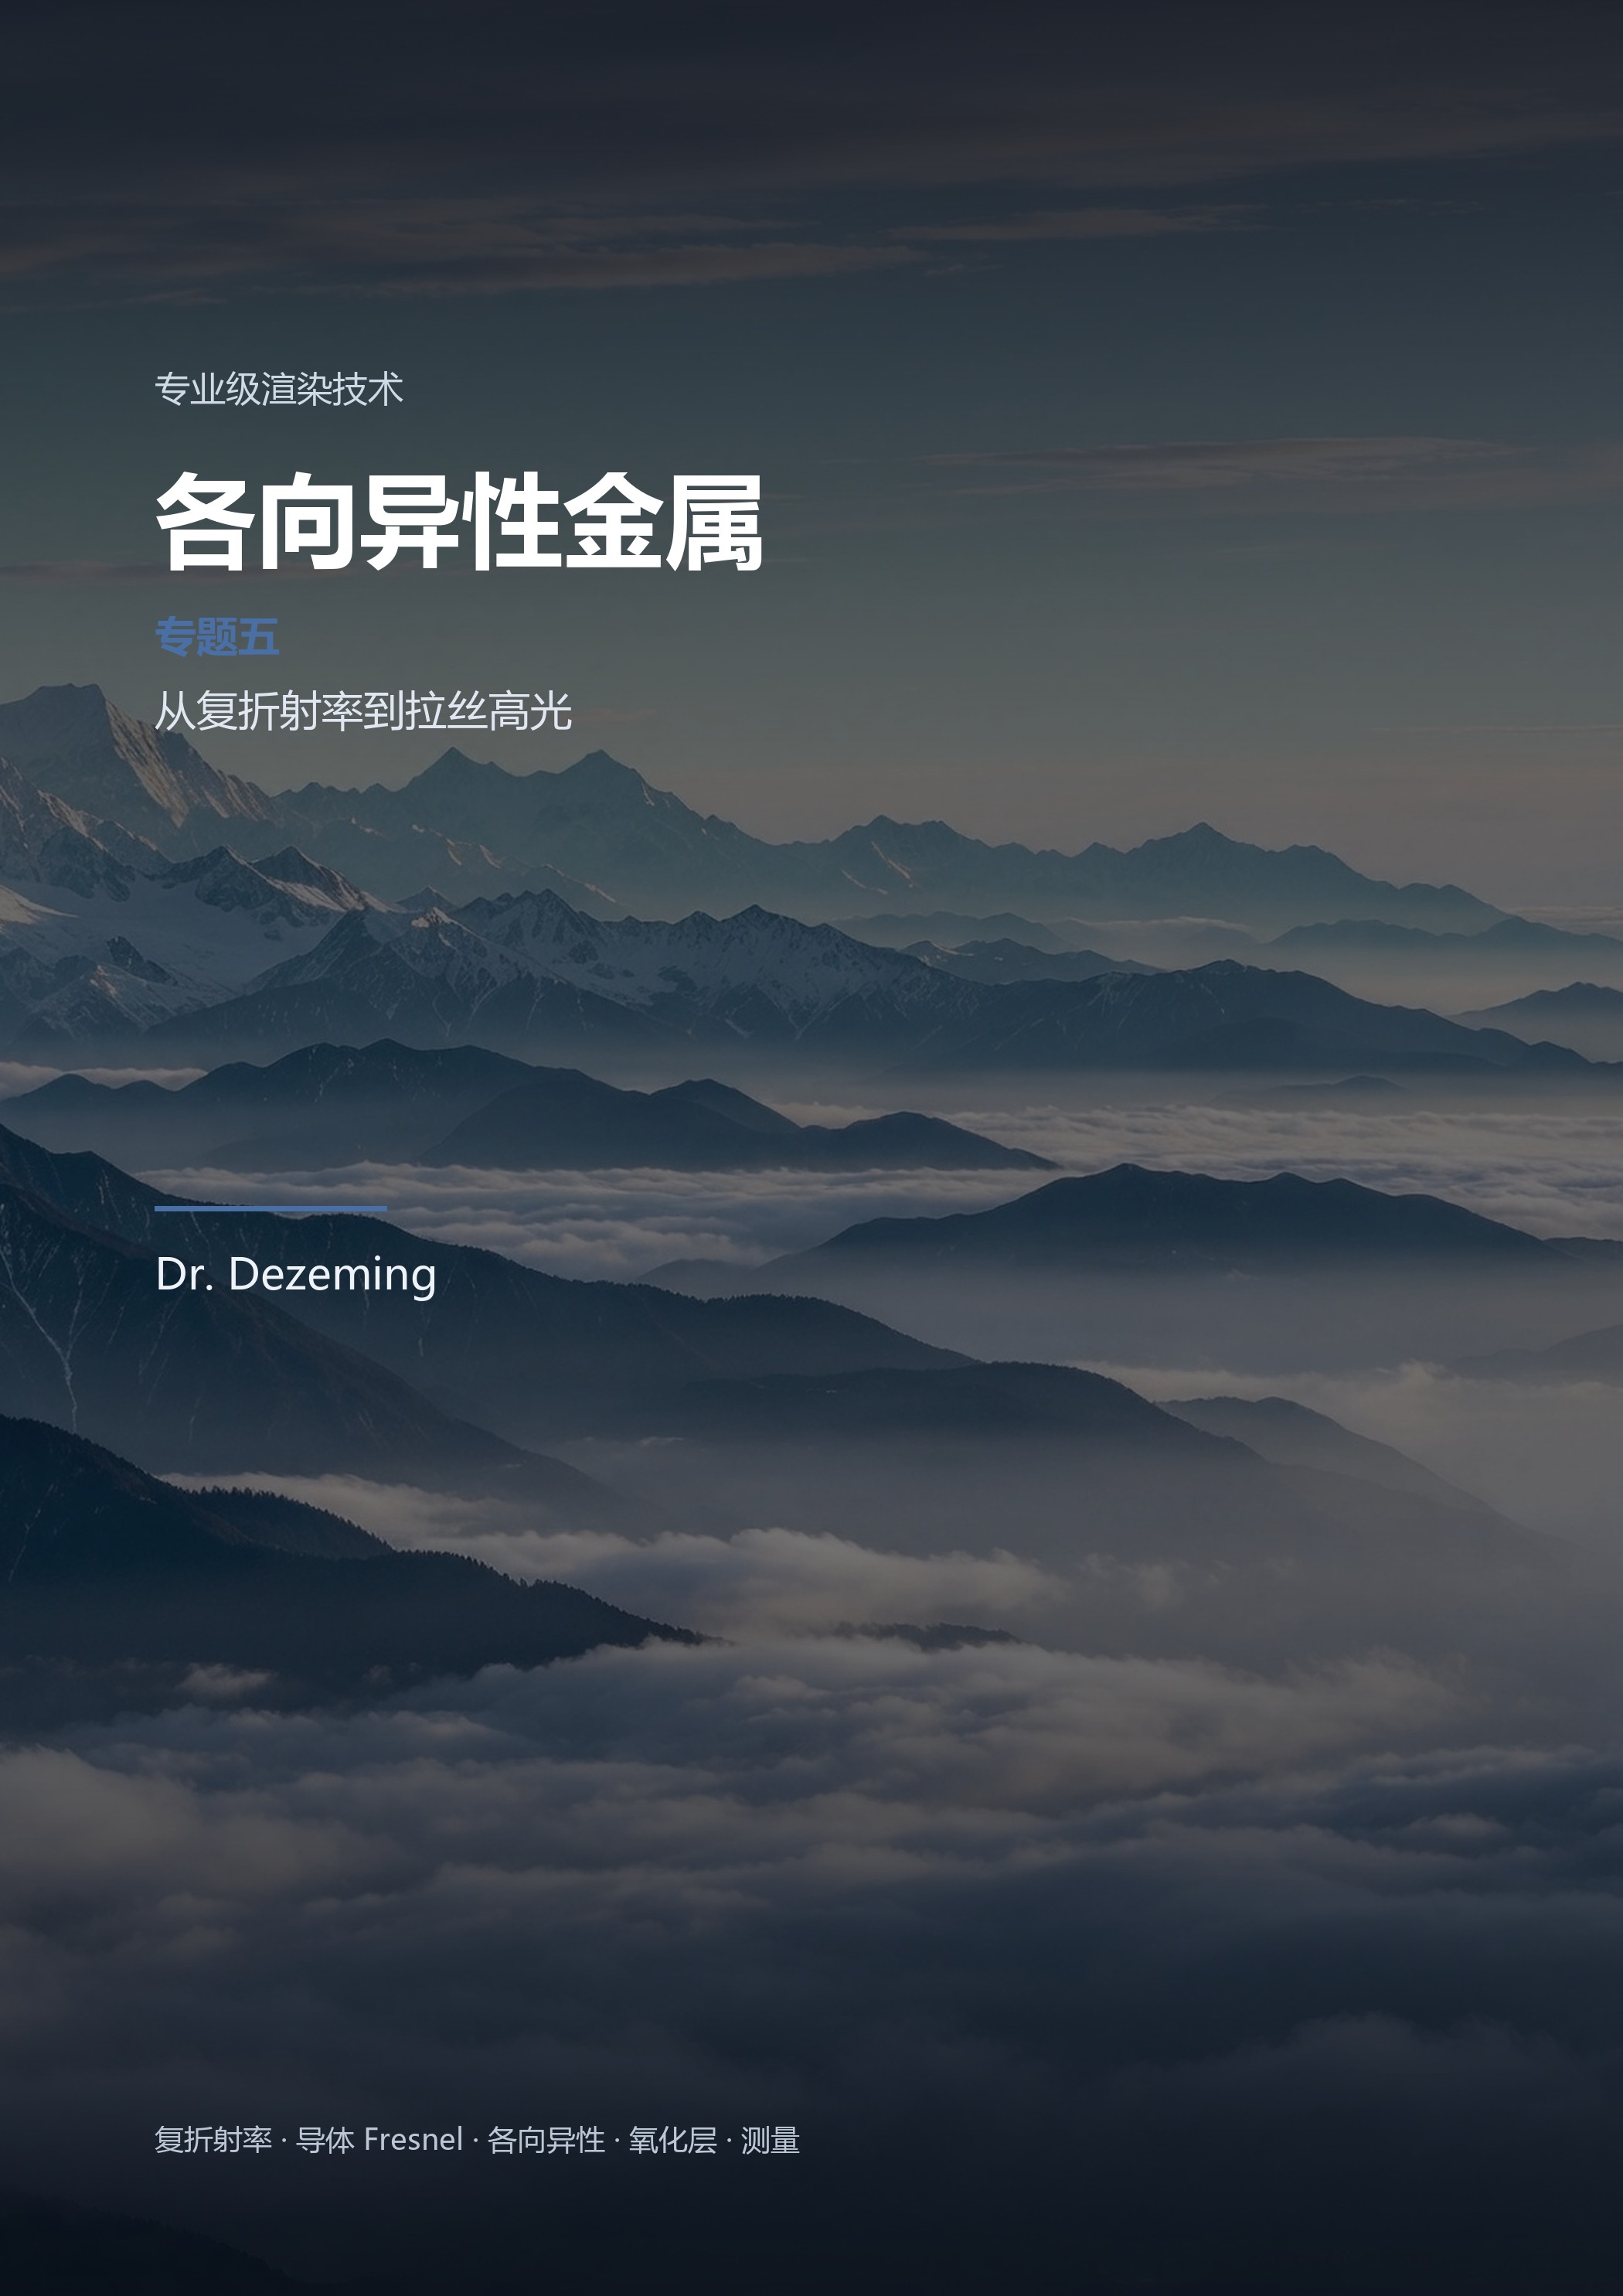 专业级渲染技术
各向异性金属
专题五
从复折射率到拉丝高光
Dr. Dezeming
复折射率 · 导体 Fresnel · 各向异性 · 氧化层 · 测量